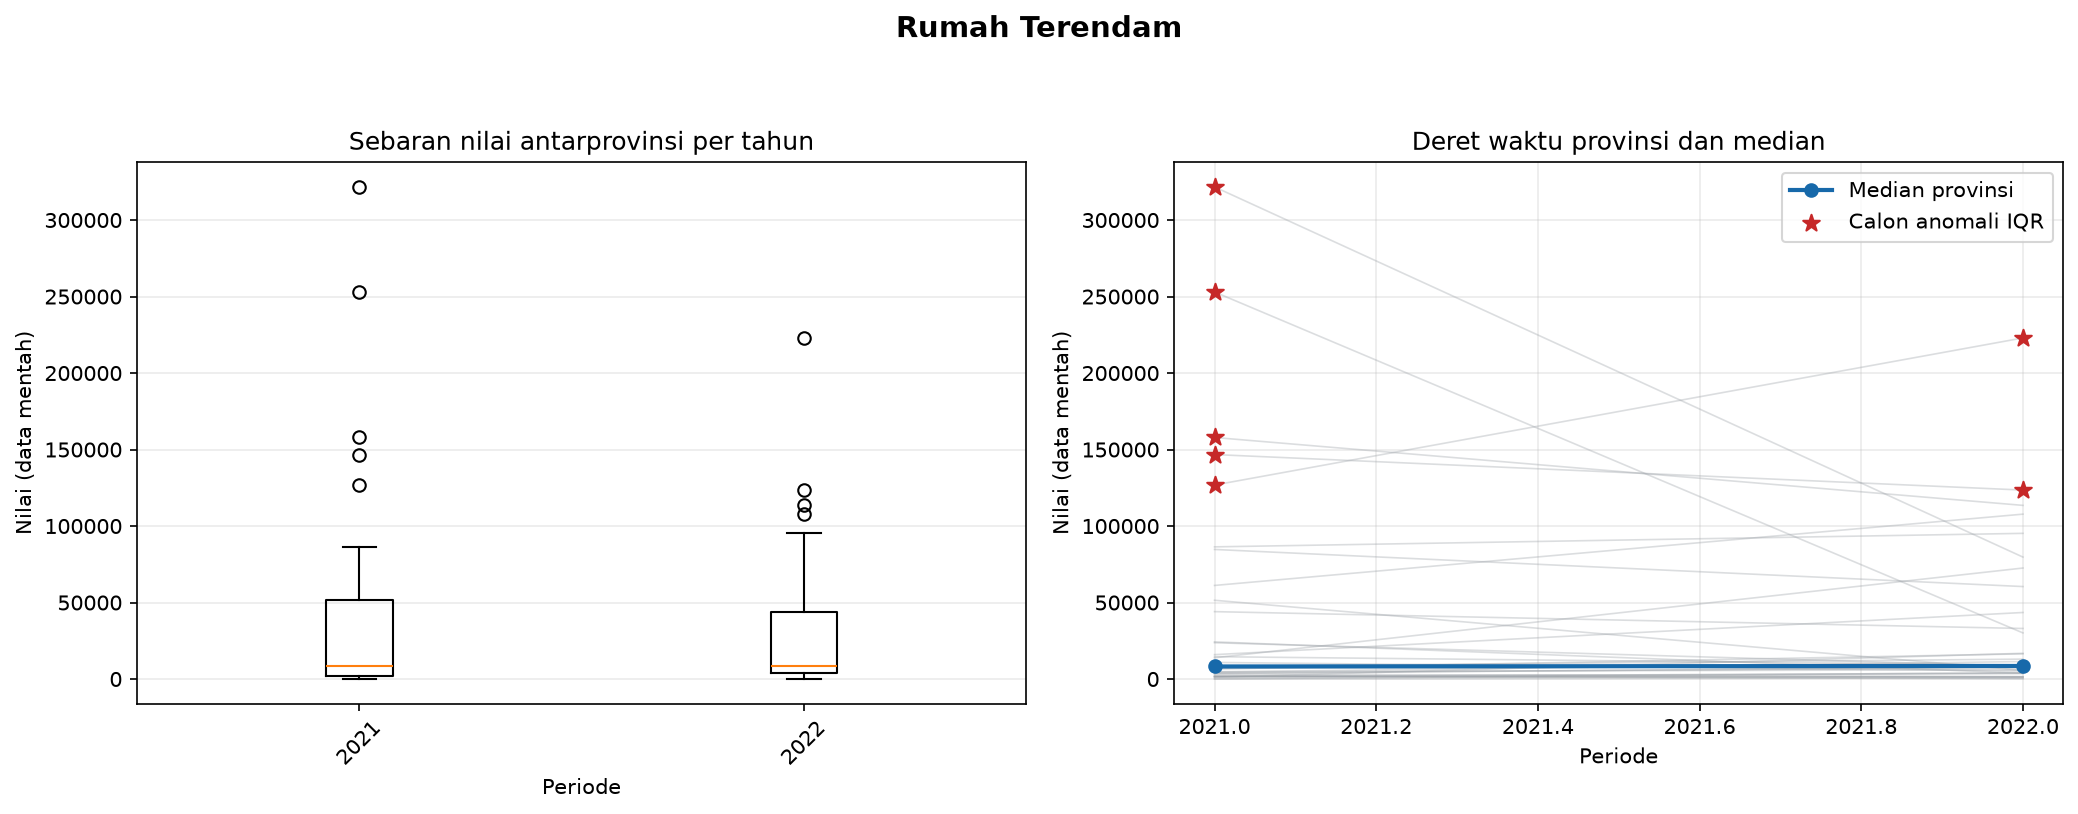 Rumah Terendam
Sebaran nilai antarprovinsi per tahun
Nilai (data mentah)
300000
250000
200000
150000
100000
50000
0
2021
2022
Periode
Deret waktu provinsi dan median
Nilai (data mentah)
300000
250000
200000
150000
100000
50000
0
Median provinsi
Calon anomali IQR
2021.0
2021.2
2021.4
2021.6
2021.8
2022.0
Periode